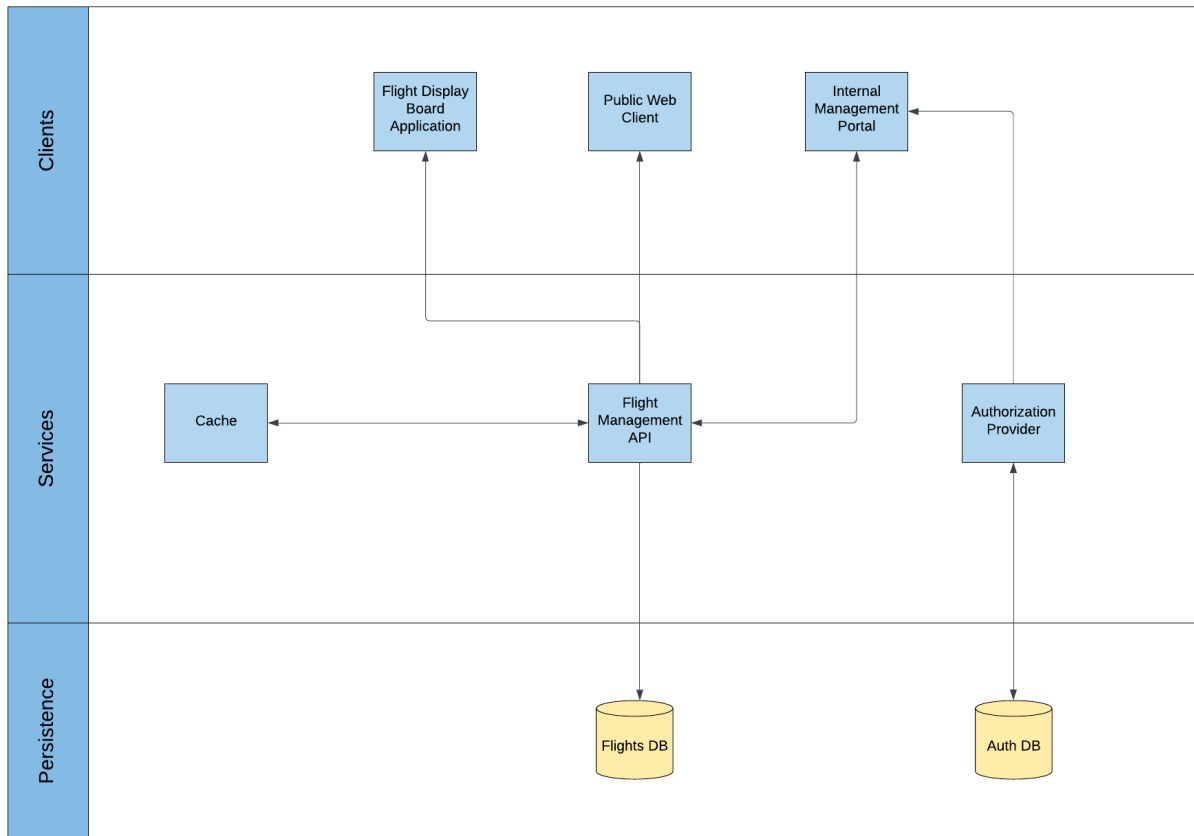 Clients
Flight Display
Board
Application
Public Web
Client
Internal
Management
Portal
Services
Cache
Flight
Management
API
Authorization
Provider
Persistence
Flights DB
Auth DB